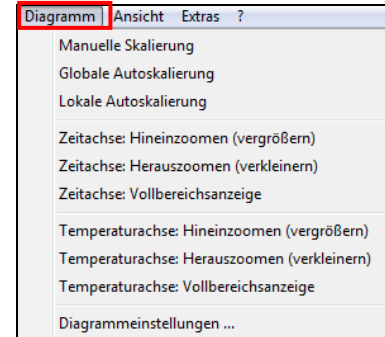 Diagramm Ansicht Extras ?
Manuelle Skalierung
Globale Autoskalierung
Lokale Autoskalierung
Zeitachse: Hineinzoomen (vergrößern)
Zeitachse: Herauszoomen (verkleinern)
Zeitachse: Vollbereichsanzeige
Temperaturachse: Hineinzoomen (vergrößern)
Temperaturachse: Herauszoomen (verkleinern)
Temperaturachse: Vollbereichsanzeige
Diagrammeinstellungen ...